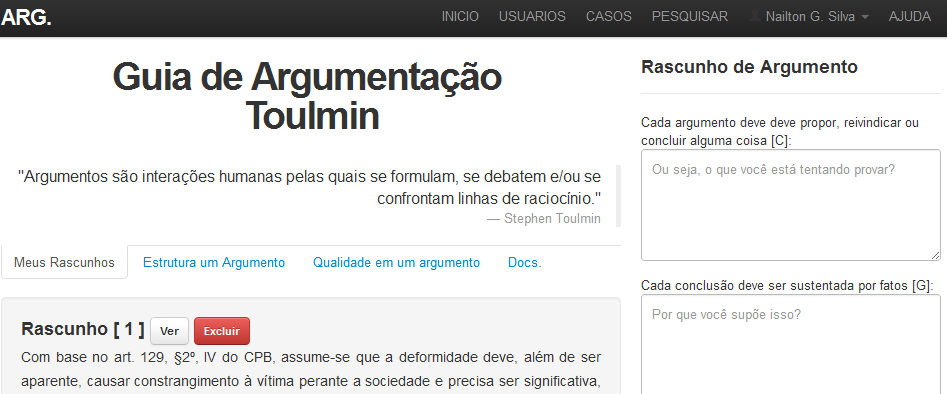 ARG.
INICIO USUARIOS CASOS PESQUISAR Nailton G. Silva AJUDA
Guia de Argumentação
Toulmin
"Argumentos são interações humanas pelas quais se formulam, se debatem e/ou se
confrontam linhas de raciocínio."
— Stephen Toulmin
Meus Rascunhos Estrutura um Argumento Qualidade em um argumento Docs.
Rascunho [ 1 ] Ver Excluir
Com base no art. 129, §2º, IV do CPB, assume-se que a deformidade deve, além de ser
aparente, causar constrangimento à vítima perante a sociedade e precisa ser significativa,
Rascunho de Argumento
Cada argumento deve deve propor, reivindicar ou
concluir alguma coisa [C]:
Ou seja, o que você está tentando provar?
Cada conclusão deve ser sustentada por fatos [G]:
Por que você supõe isso?